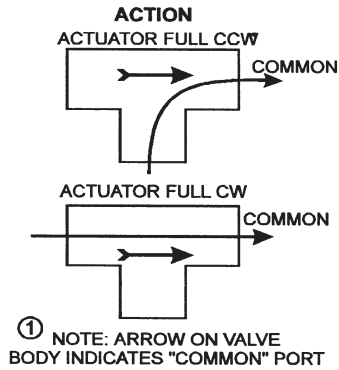 ACTION
ACTUATOR FULL CCW
COMMON
ACTUATOR FULL CW
COMMON
1 NOTE: ARROW ON VALVE
BODY INDICATES "COMMON" PORT